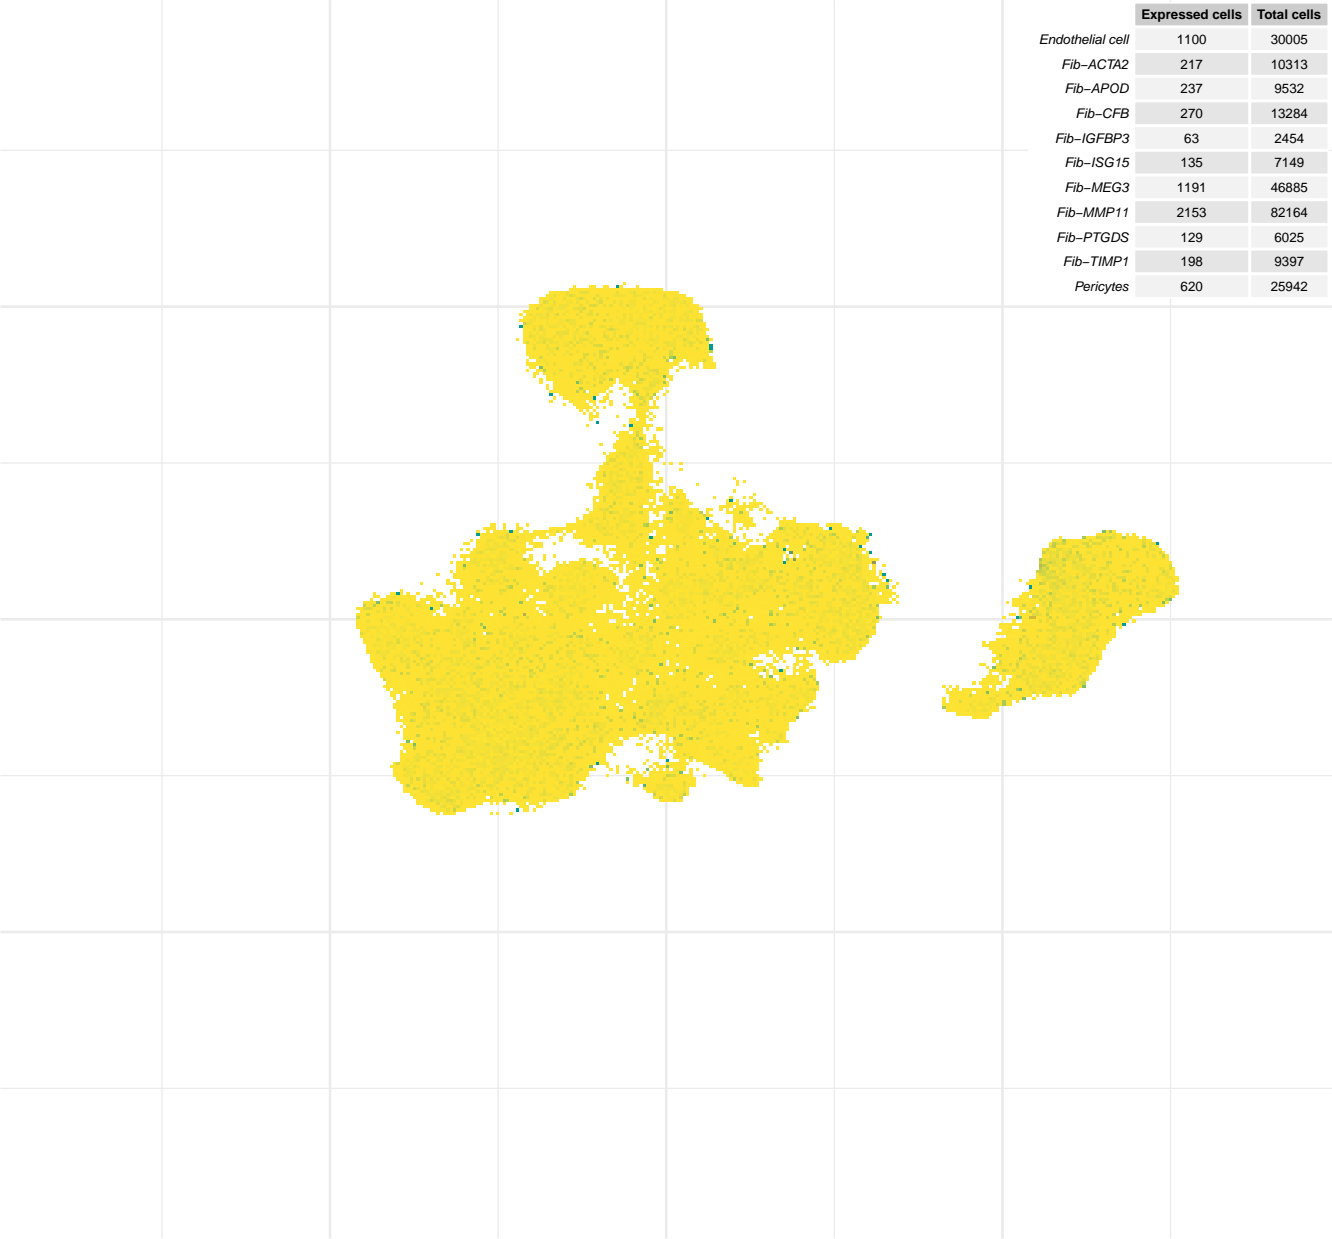 Expressed cells Total cells
Endothelial cell 1100 30005
Fib−ACTA2 217 10313
Fib−APOD 237 9532
Fib−CFB 270 13284
Fib−IGFBP3 63 2454
Fib−ISG15 135 7149
Fib−MEG3 1191 46885
Fib−MMP11 2153 82164
Fib−PTGDS 129 6025
Fib−TIMP1 198 9397
Pericytes 620 25942